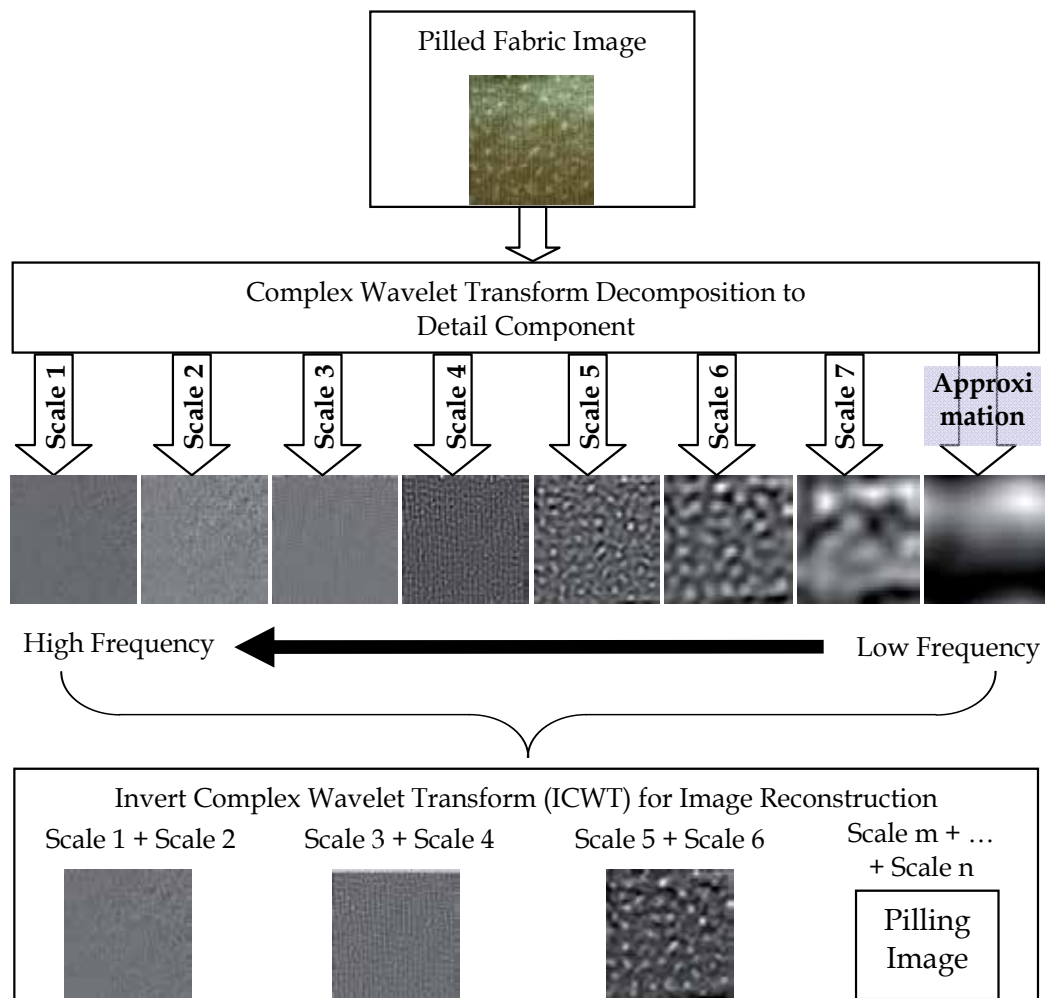 Pilled Fabric Image
Complex Wavelet Transform Decomposition to
Detail Component
Scale 1
Scale 2
Scale 3
Scale 4
Scale 5
Scale 6
Scale 7
Approxi
mation
High Frequency
Low Frequency
Invert Complex Wavelet Transform (ICWT) for Image Reconstruction
Scale 1 + Scale 2
Scale 3 + Scale 4
Scale 5 + Scale 6
Scale m + …
+ Scale n
Pilling
Image